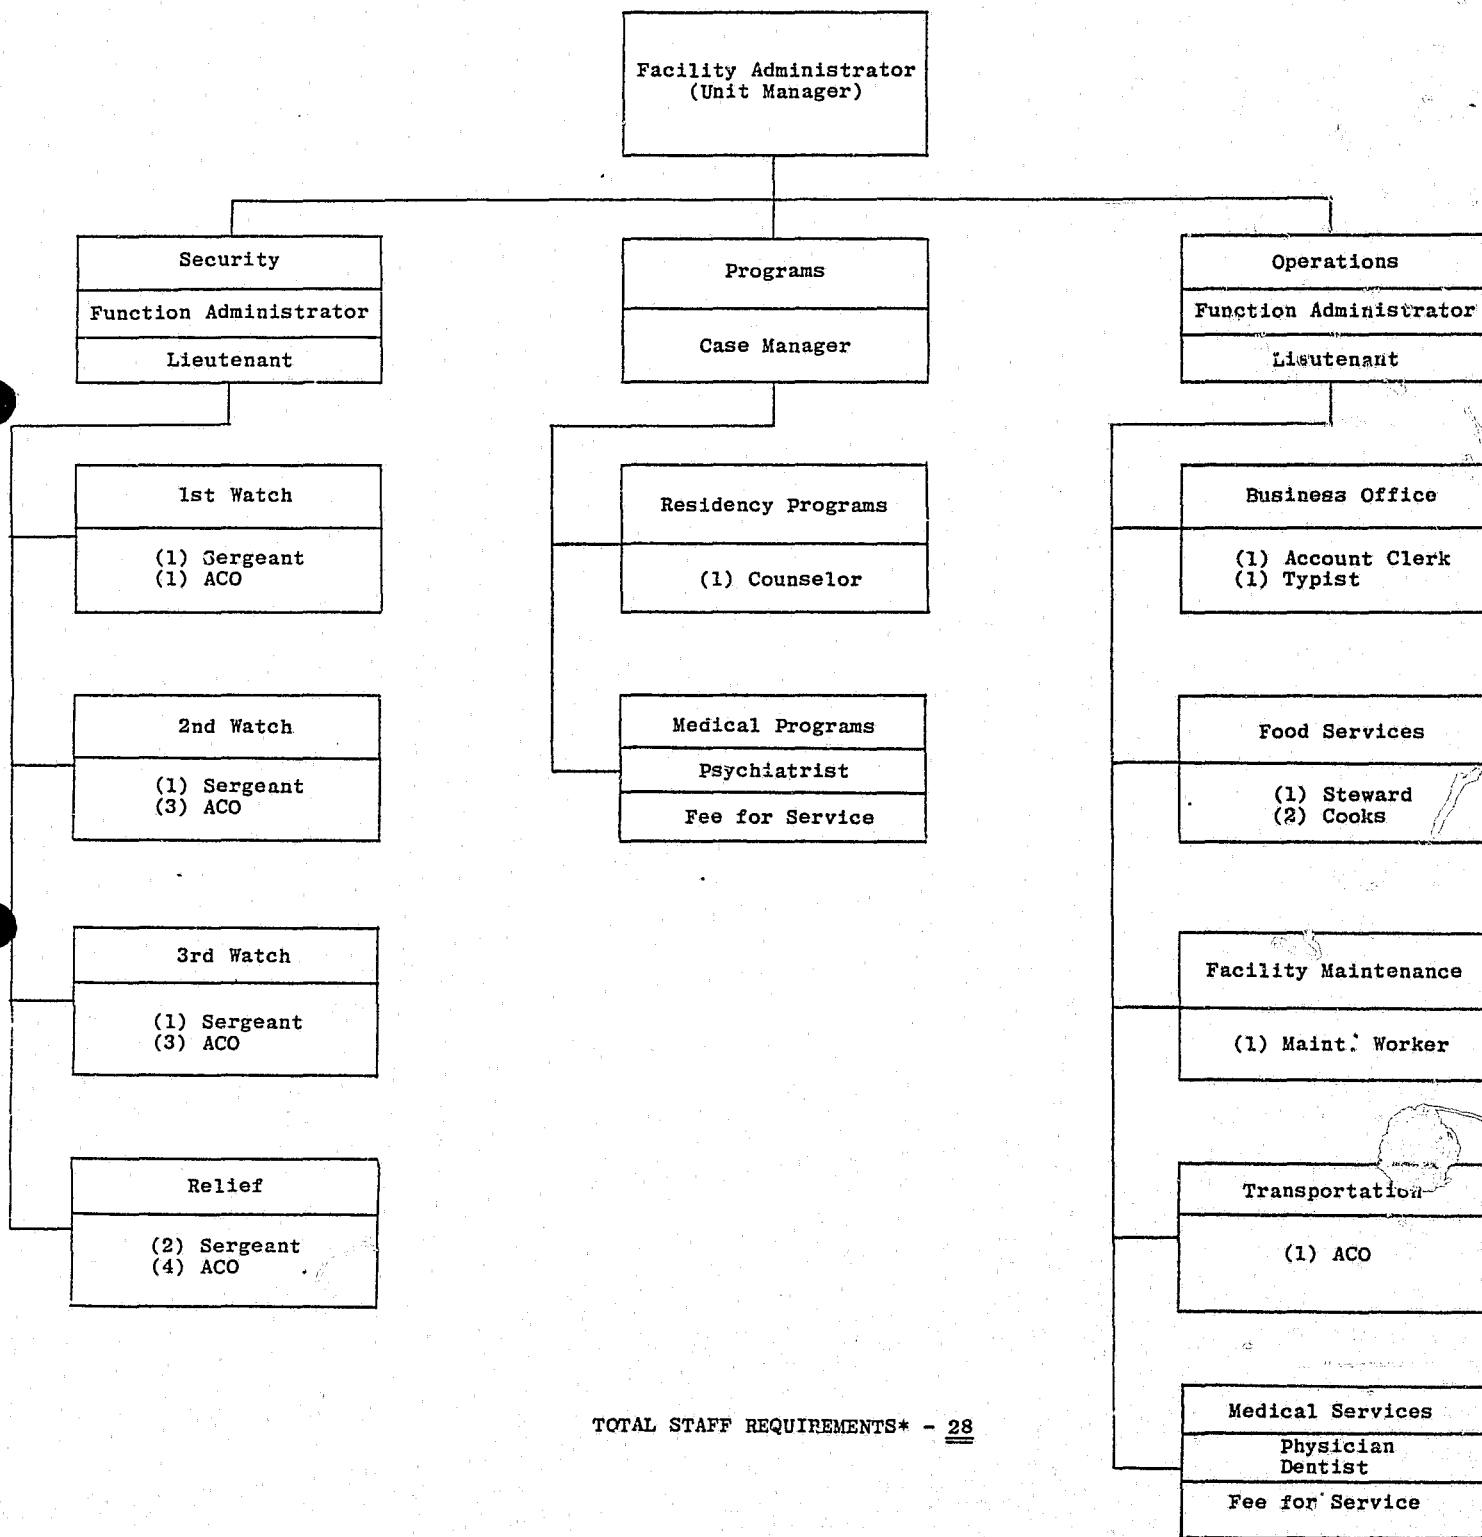 Facility Administrator
(Unit Manager)
Security
Function Administrator
Lieutenant
1st Watch
(1) Sergeant
(1) ACO
2nd Watch
(1) Sergeant
(3) ACO
3rd Watch
(1) Sergeant
(3) ACO
Relief
(2) Sergeant
(4) ACO
Programs
Case Manager
Residency Programs
(1) Counselor
Medical Programs
Psychiatrist
Fee for Service
Operations
Function Administrator
Lieutenant
Business Office
(1) Account Clerk
(1) Typist
Food Services
(1) Steward
(2) Cooks
Facility Maintenance
(1) Maint. Worker
Transportation
(1) ACO
Medical Services
Physician
Dentist
Fee for Service
TOTAL STAFF REQUIREMENTS* - 28